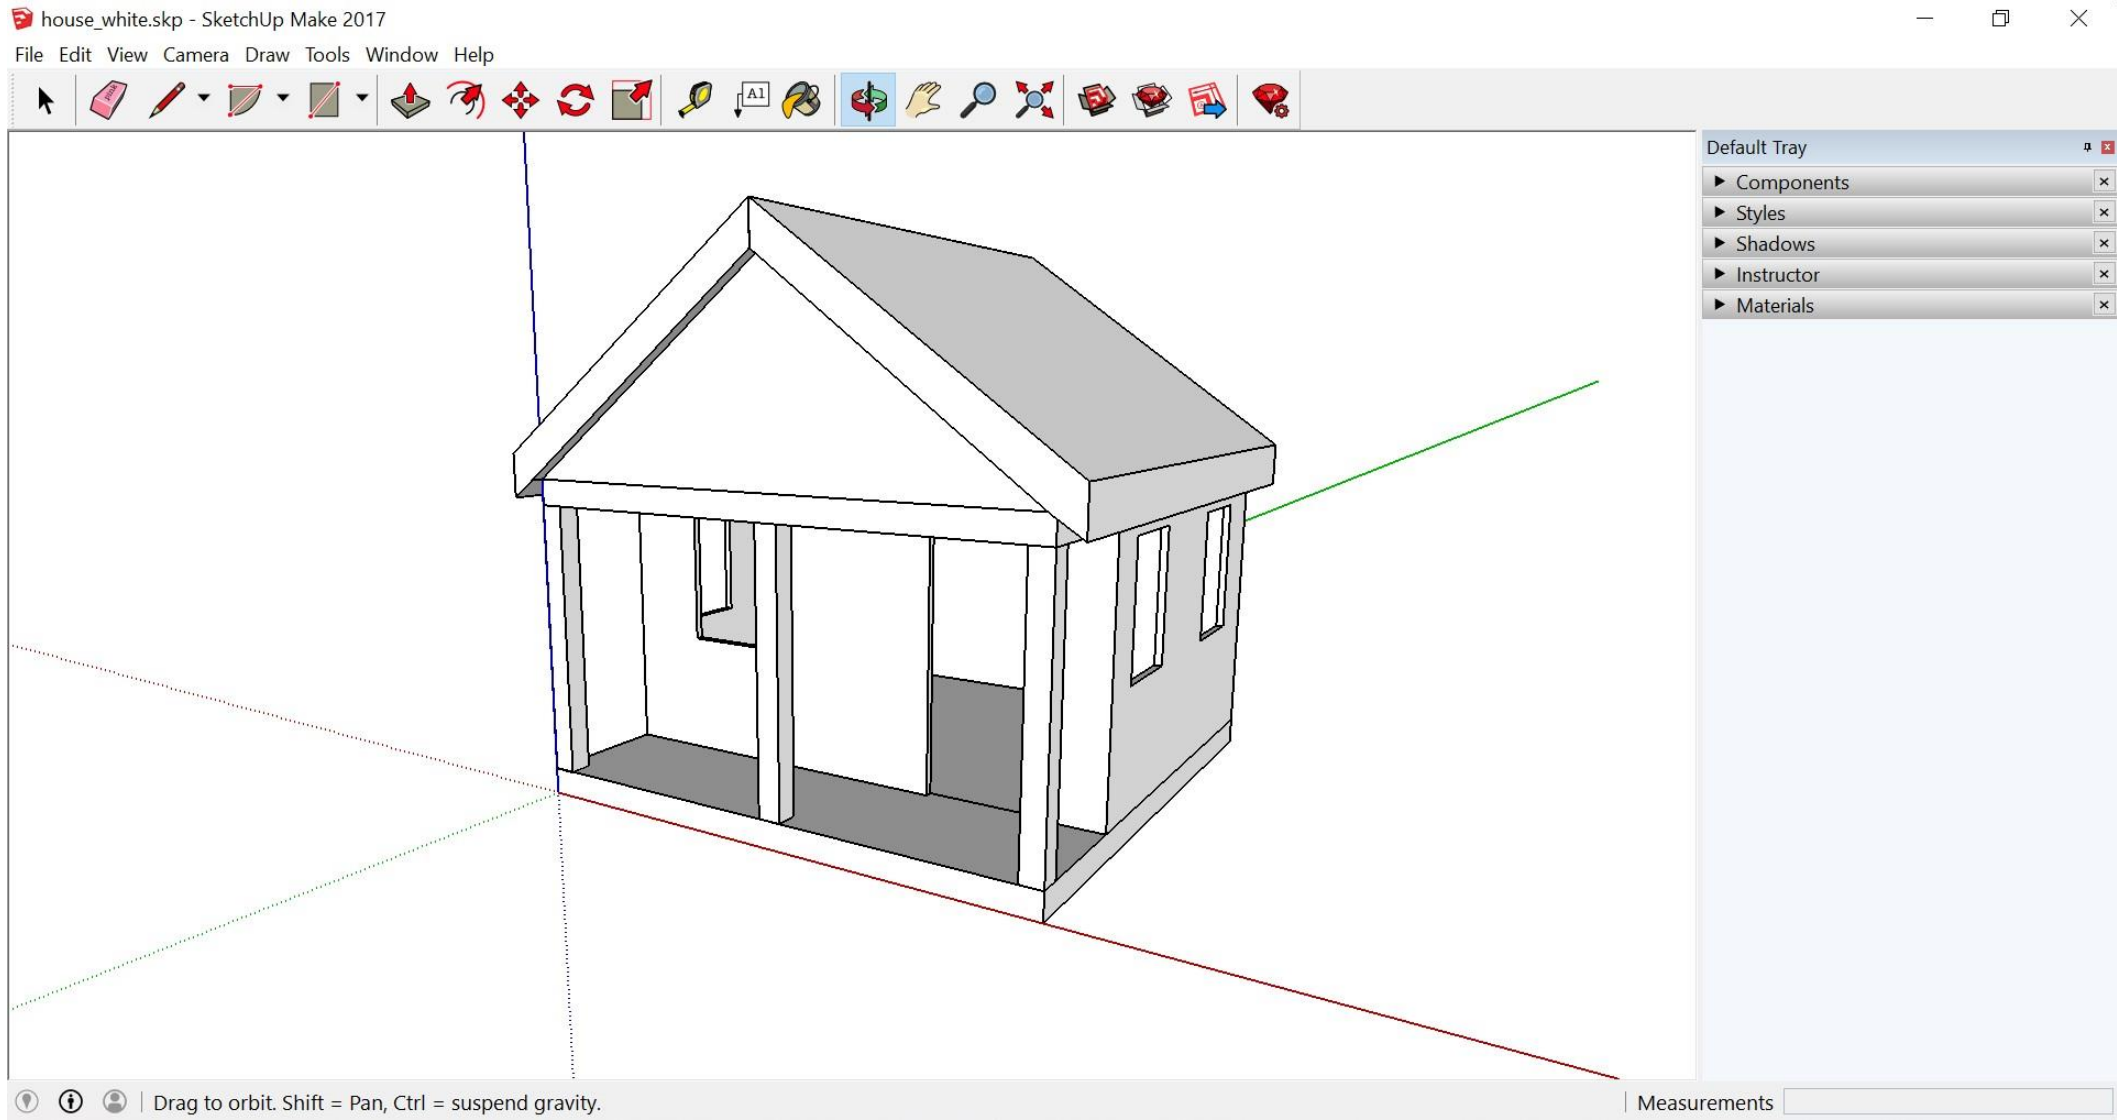 house_white.skp - SketchUp Make 2017
File Edit View Camera Draw Tools Window Help
A1
Default Tray
Components
Styles
Shadows
Instructor
Materials
Drag to orbit. Shift = Pan, Ctrl = suspend gravity.
Measurements